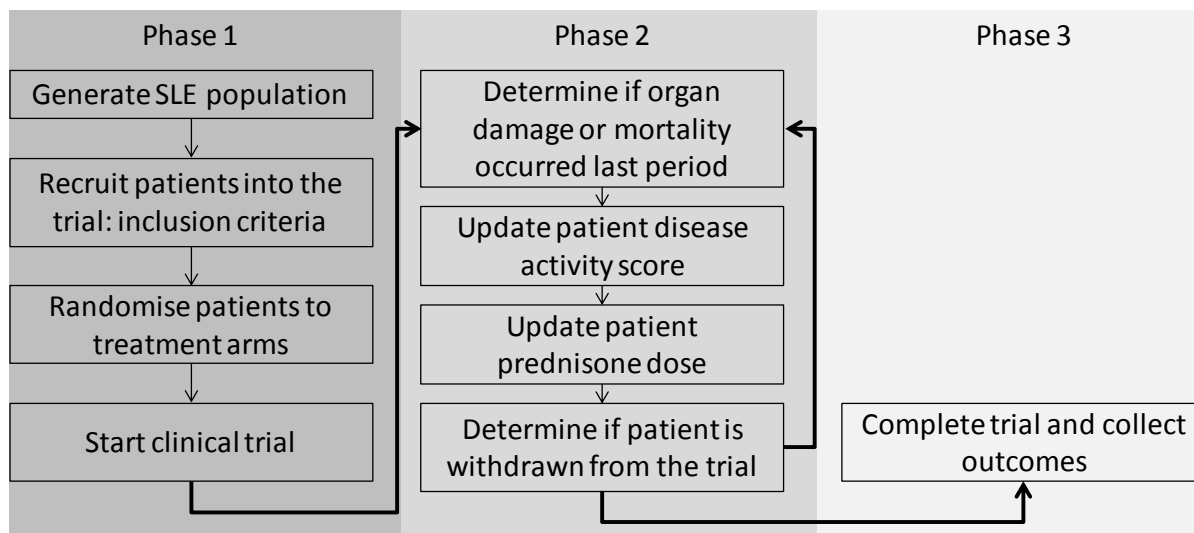 Phase 1
Generate SLE population
Recruit patients into the
trial: inclusion criteria
Randomise patients to
treatment arms
Start clinical trial
Phase 2
Determine if organ
damage or mortality
occurred last period
Update patient disease
activity score
Update patient
prednisone dose
Determine if patient is
withdrawn from the trial
Phase 3
Complete trial and collect
outcomes